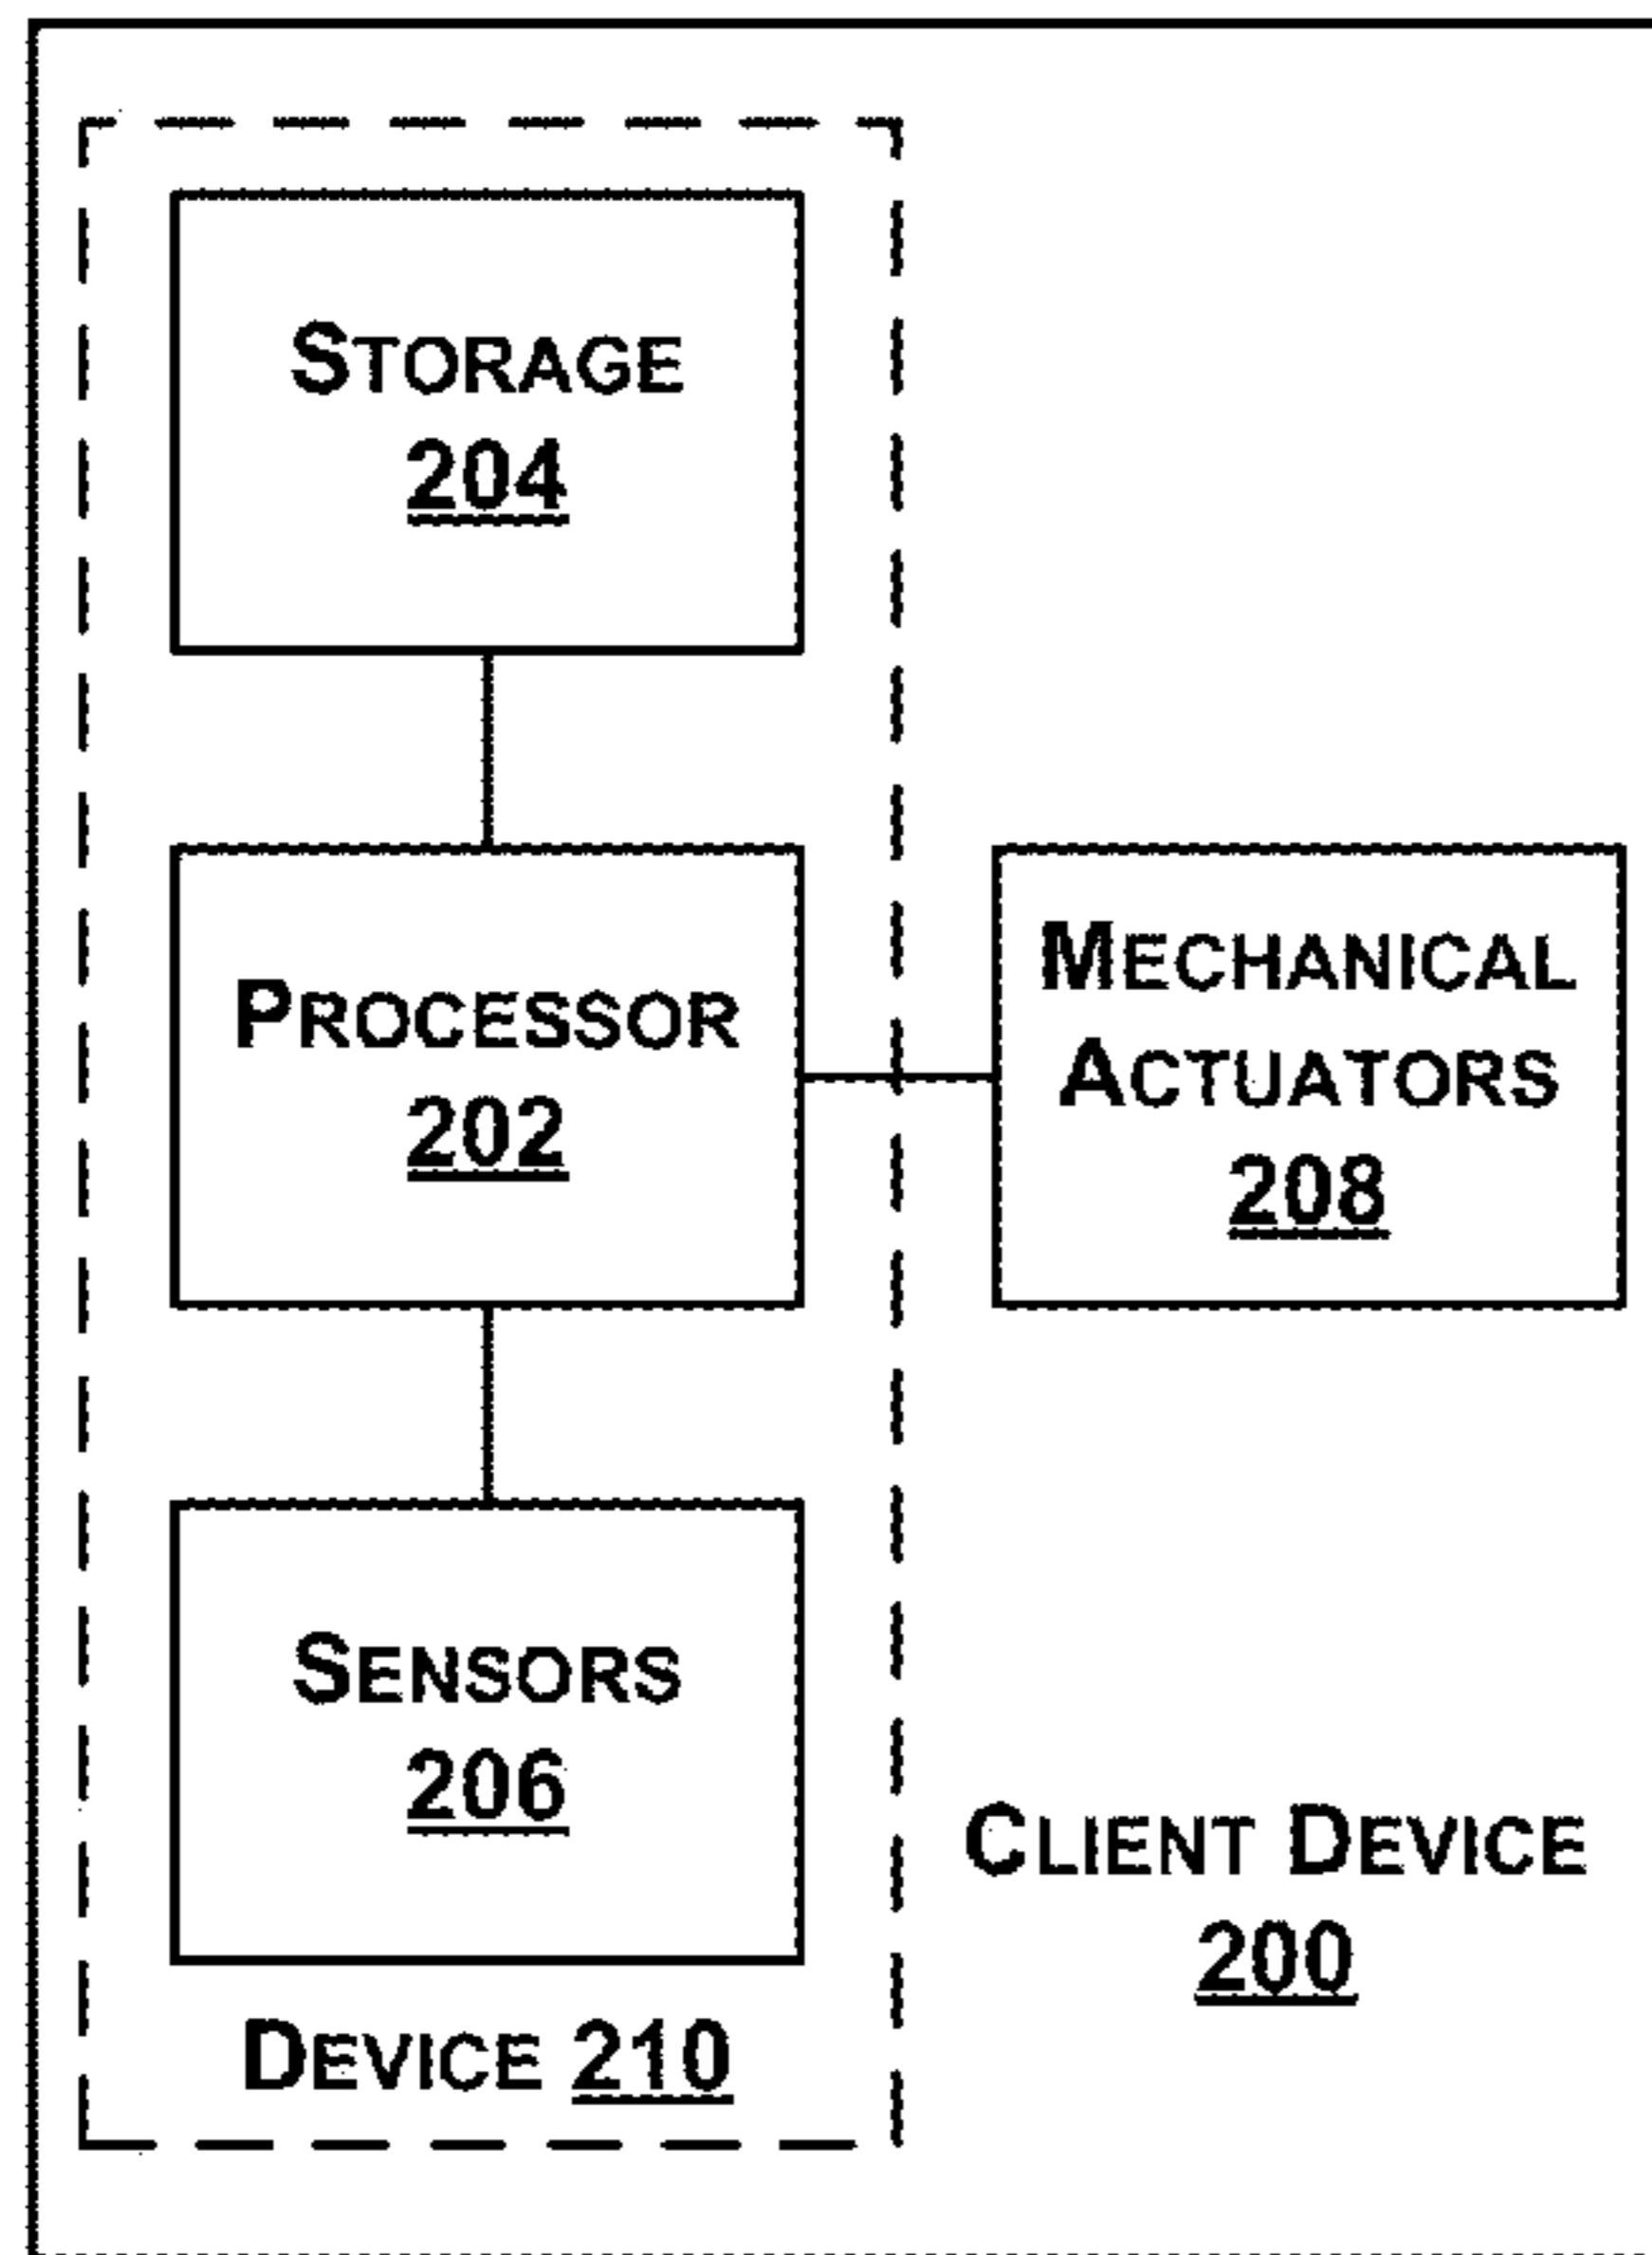 STORAGE
204
PROCESSOR
202
MECHANICAL
ACTUATORS
208
SENSORS
206
CLIENT DEVICE
200
DEVICE 210